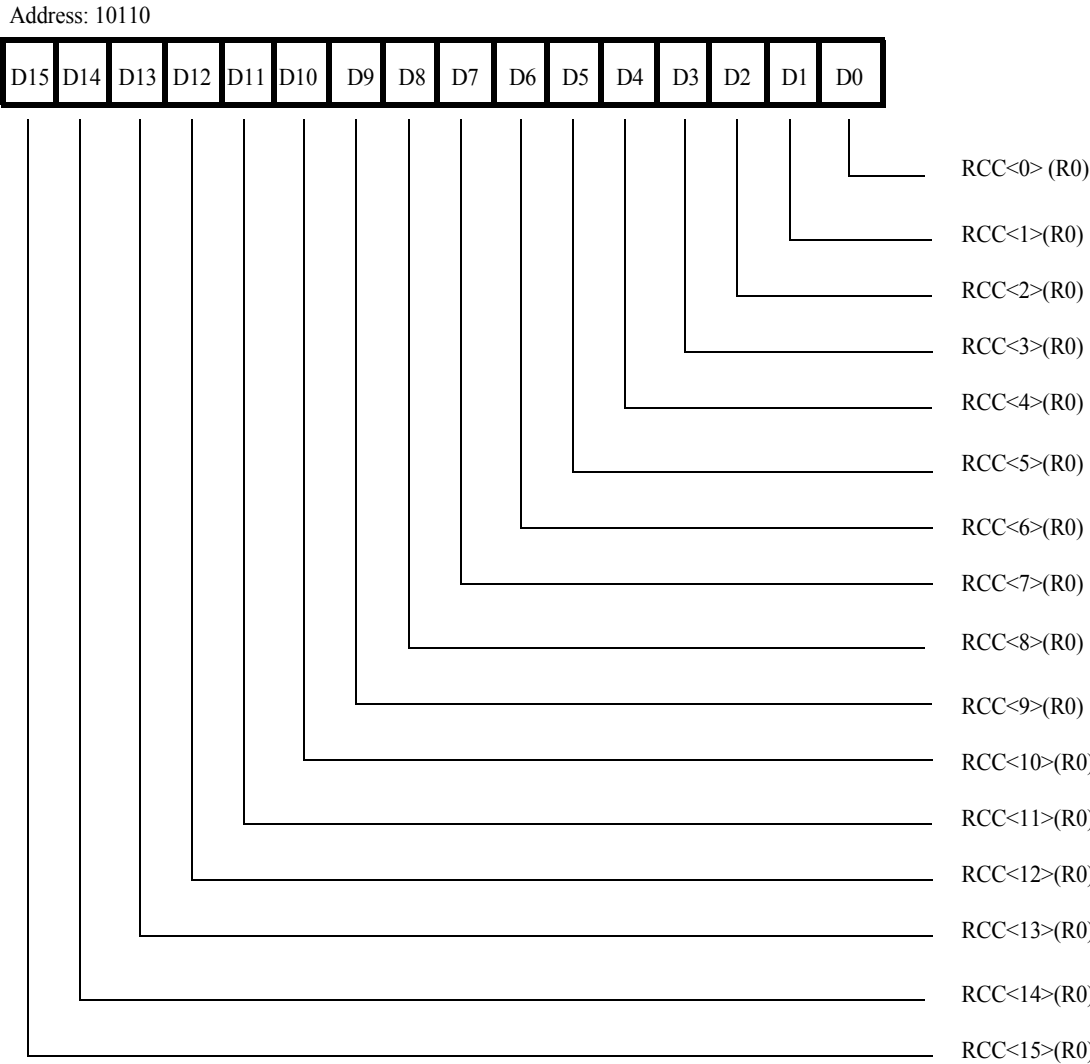 Address: 10110
D15 D14 D13 D12 D11 D10 D9 D8 D7 D6 D5 D4 D3 D2 D1 D0
RCC<0> (R0)
RCC<1>(R0)
RCC<2>(R0)
RCC<3>(R0)
RCC<4>(R0)
RCC<5>(R0)
RCC<6>(R0)
RCC<7>(R0)
RCC<8>(R0)
RCC<9>(R0)
RCC<10>(R0)
RCC<11>(R0)
RCC<12>(R0)
RCC<13>(R0)
RCC<14>(R0)
RCC<15>(R0)